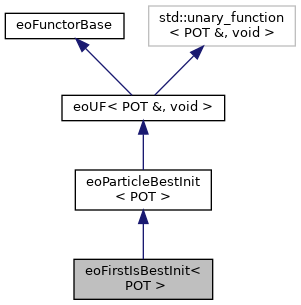 eoFunctorBase
std::unary_function
< POT &, void >
eoUF< POT &, void >
eoParticleBestInit
< POT >
eoFirstIsBestInit<
POT >